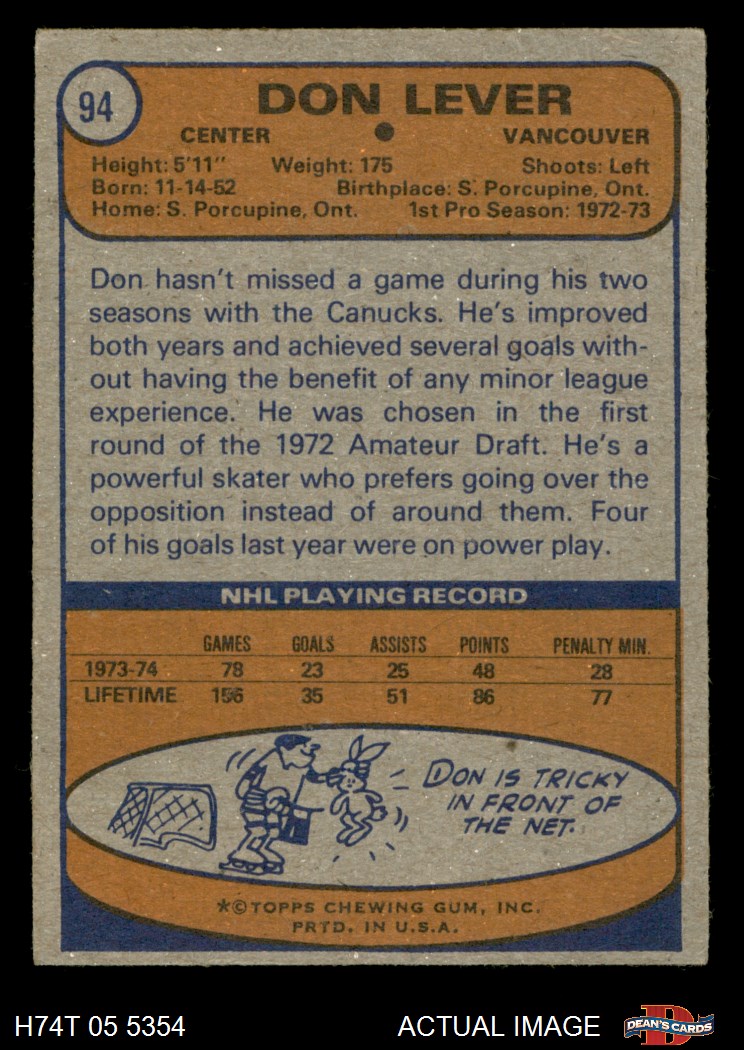 94
DON LEVER
CENTER ● VANCOUVER
Height: 5'11" Weight: 175 Shoots: Left
Born: 11-14-52 Birthplace: S. Porcupine, Ont.
Home: S. Porcupine, Ont. 1st Pro Season: 1972-73
Don hasn't missed a game during his two
seasons with the Canucks. He's improved
both years and achieved several goals with-
out having the benefit of any minor league
experience. He was chosen in the first
round of the 1972 Amateur Draft. He's a
powerful skater who prefers going over the
opposition instead of around them. Four
of his goals last year were on power play.
NHL PLAYING RECORD
GAMES GOALS ASSISTS POINTS PENALTY MIN.
1973-74 78 23 25 48 28
LIFETIME 156 35 51 86 77
DON IS TRICKY
IN FRONT OF
THE NET.
*©TOPPS CHEWING GUM, INC.
PRTD. IN U.S.A.
H74T 05 5354 ACTUAL IMAGE D DEAN'S CARDS